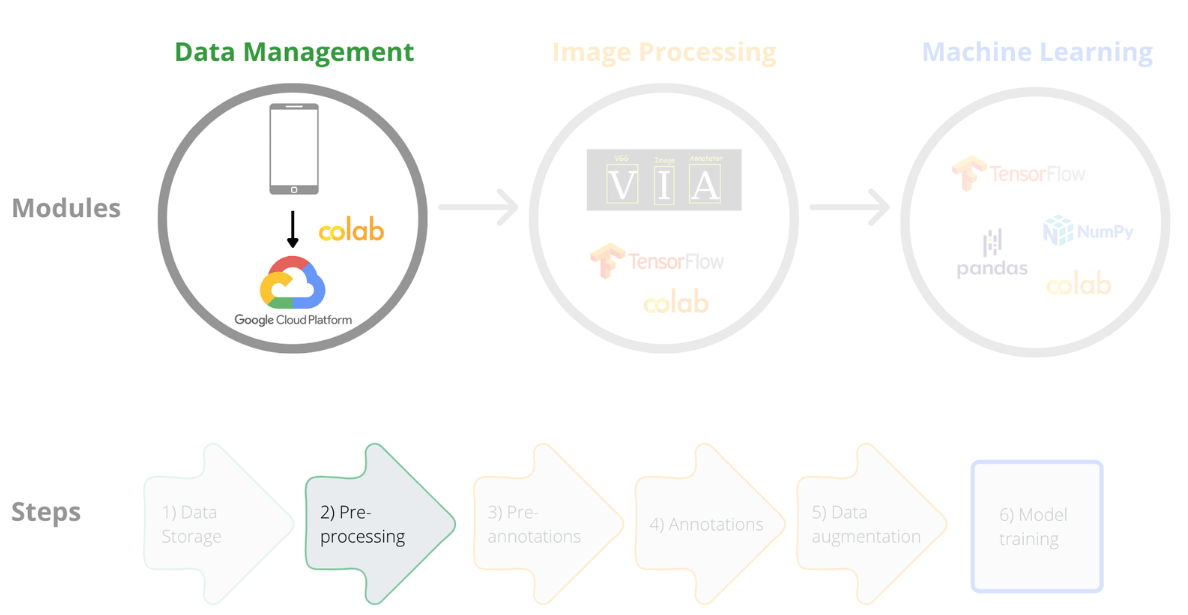 Data Management
Image Processing
Machine Learning
Modules
colab
Google Cloud Platform
VGG Image Annotator
V I A
TensorFlow
colab
TensorFlow
NumPy
pandas
colab
Steps
1) Data
Storage
2) Pre-
processing
3) Pre-
annotations
4) Annotations
5) Data
augmentation
6) Model
training